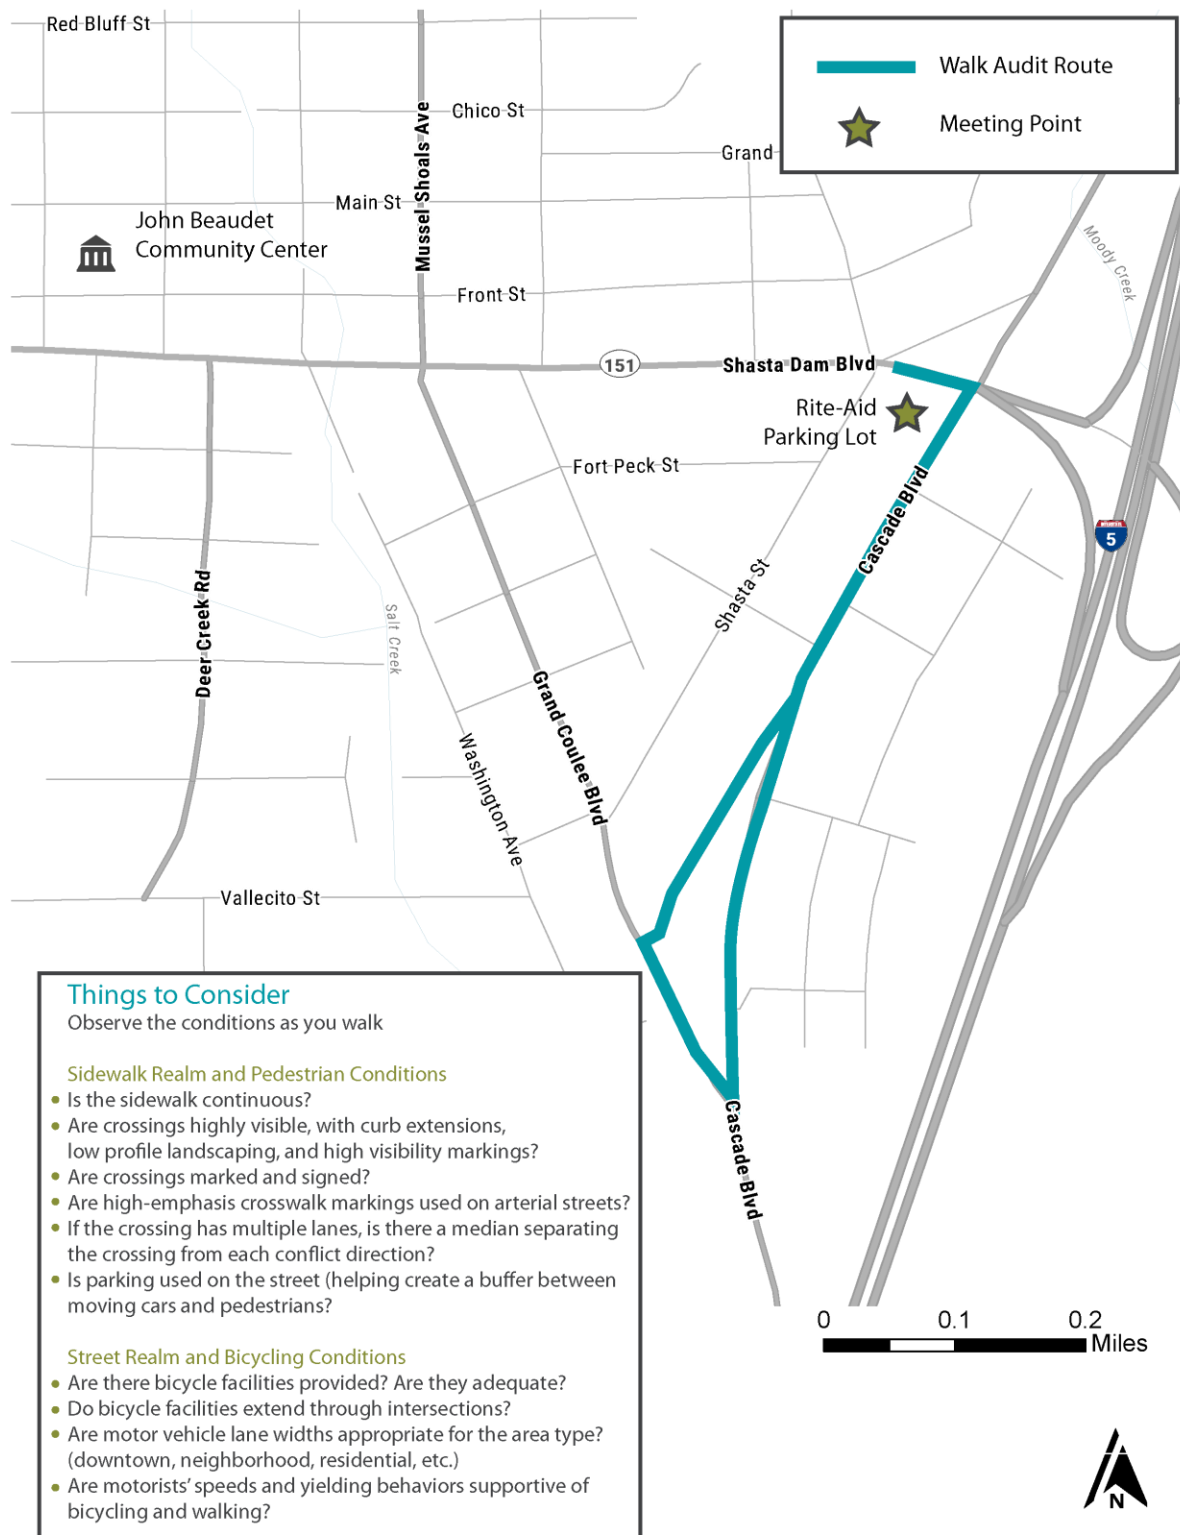 Red Bluff St
Walk Audit Route
Meeting Point
Chico St
Mussel Shoals Ave
Grand
Main St
John Beaudet
Community Center
Moody Creek
Front St
151
Shasta Dam Blvd
Rite-Aid
Parking Lot
Fort Peck St
Cascade Blvd
5
Shasta St
Deer Creek Rd
Salt Creek
Grand Coulee Blvd
Washington Ave
Vallecito St
Cascade Blvd
Things to Consider
Observe the conditions as you walk
Sidewalk Realm and Pedestrian Conditions
• Is the sidewalk continuous?
• Are crossings highly visible, with curb extensions,
low profile landscaping, and high visibility markings?
• Are crossings marked and signed?
• Are high-emphasis crosswalk markings used on arterial streets?
• If the crossing has multiple lanes, is there a median separating
the crossing from each conflict direction?
• Is parking used on the street (helping create a buffer between
moving cars and pedestrians?
Street Realm and Bicycling Conditions
• Are there bicycle facilities provided? Are they adequate?
• Do bicycle facilities extend through intersections?
• Are motor vehicle lane widths appropriate for the area type?
(downtown, neighborhood, residential, etc.)
• Are motorists' speeds and yielding behaviors supportive of
bicycling and walking?
0 0.1 0.2
Miles
N